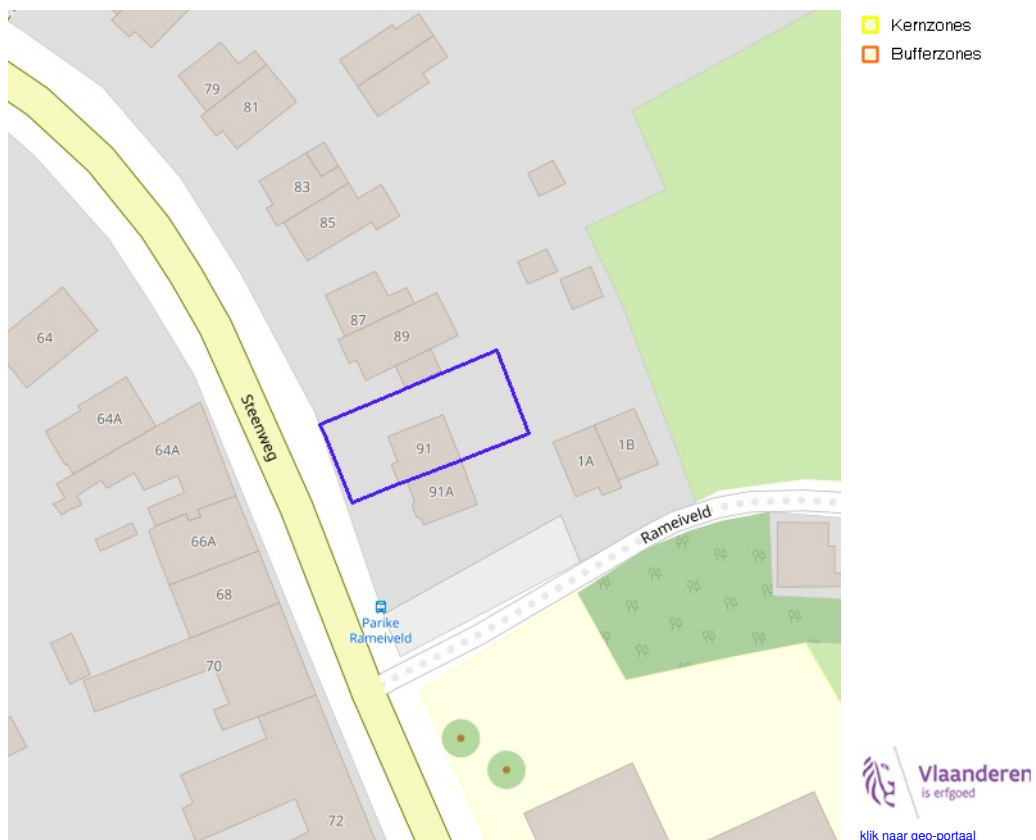 Kernzones
Bufferzones
79
81
83
85
87
89
64
64A
64A
Steenweg
91
91A
1A
1B
66A
68
Rameiveld
Parike
Rameiveld
70
72
Vlaanderen
is erfgoed
klik naar geo-portaal